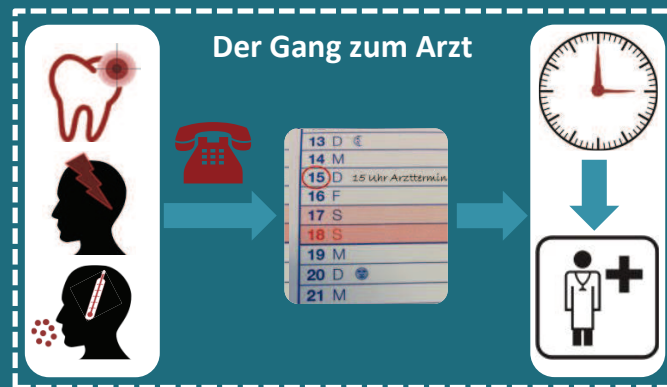 Der Gang zum Arzt
13 D
14 M
15 D 15 Uhr Arzttermin
16 F
17 S
18 S
19 M
20 D
21 M